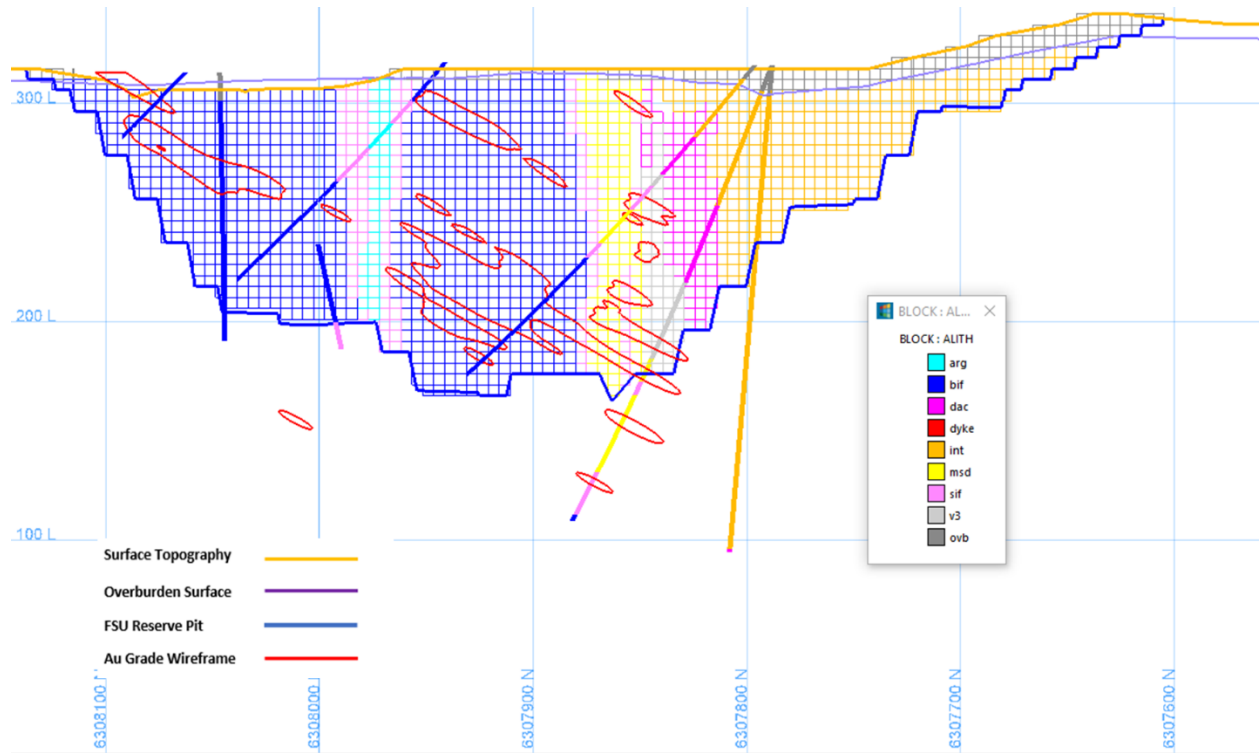 300 L
200 L
100 L
BLOCK : AL...
BLOCK : ALITH
arg
bif
dac
dyke
int
msd
sif
v3
ovb
Surface Topography
Overburden Surface
FSU Reserve Pit
Au Grade Wireframe
6308100 N
6308000
6307900 N
6307800 N
6307700 N
6307600 N